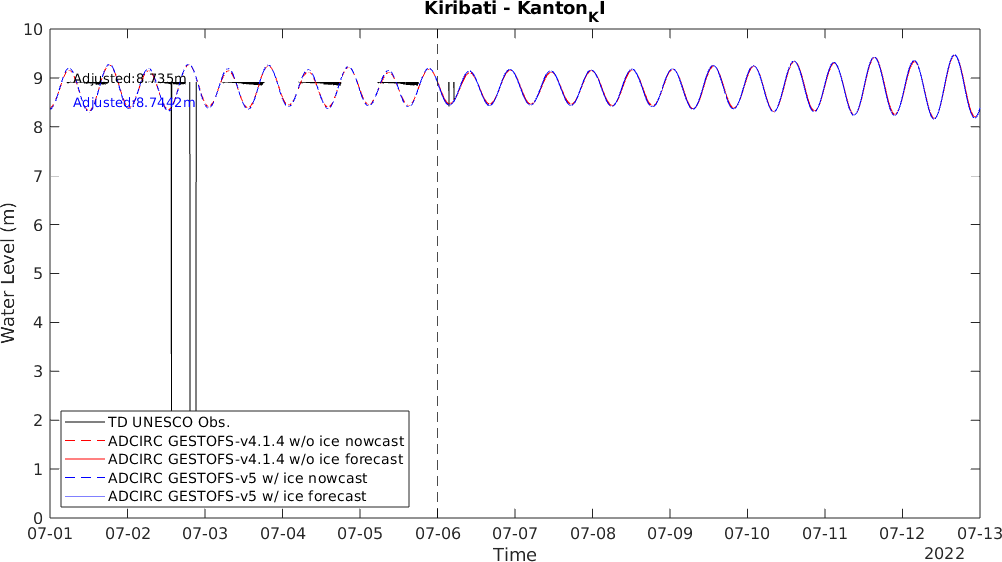 Kiribati - Kanton_KI
10
9
8
7
6
5
4
3
2
1
0
Water Level (m)
Adjusted:8.735m
Adjusted:8.7442m
TD UNESCO Obs.
ADCIRC GESTOFS-v4.1.4 w/o ice nowcast
ADCIRC GESTOFS-v4.1.4 w/o ice forecast
ADCIRC GESTOFS-v5 w/ ice nowcast
ADCIRC GESTOFS-v5 w/ ice forecast
07-01 07-02 07-03 07-04 07-05 07-06 07-07 07-08 07-09 07-10 07-11 07-12 07-13
Time
2022